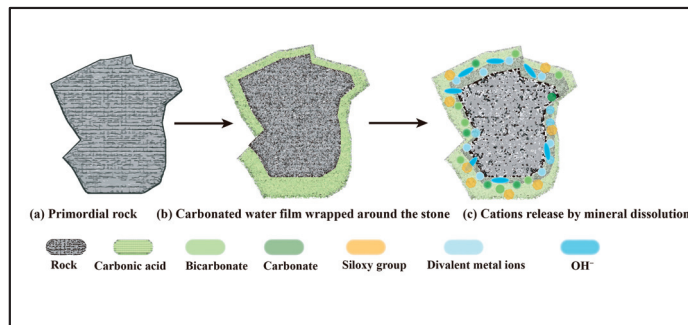 (a) Primordial rock (b) Carbonated water film wrapped around the stone (c) Cations release by mineral dissolution
Rock Carbonic acid Bicarbonate Carbonate Siloxy group Divalent metal ions OH⁻